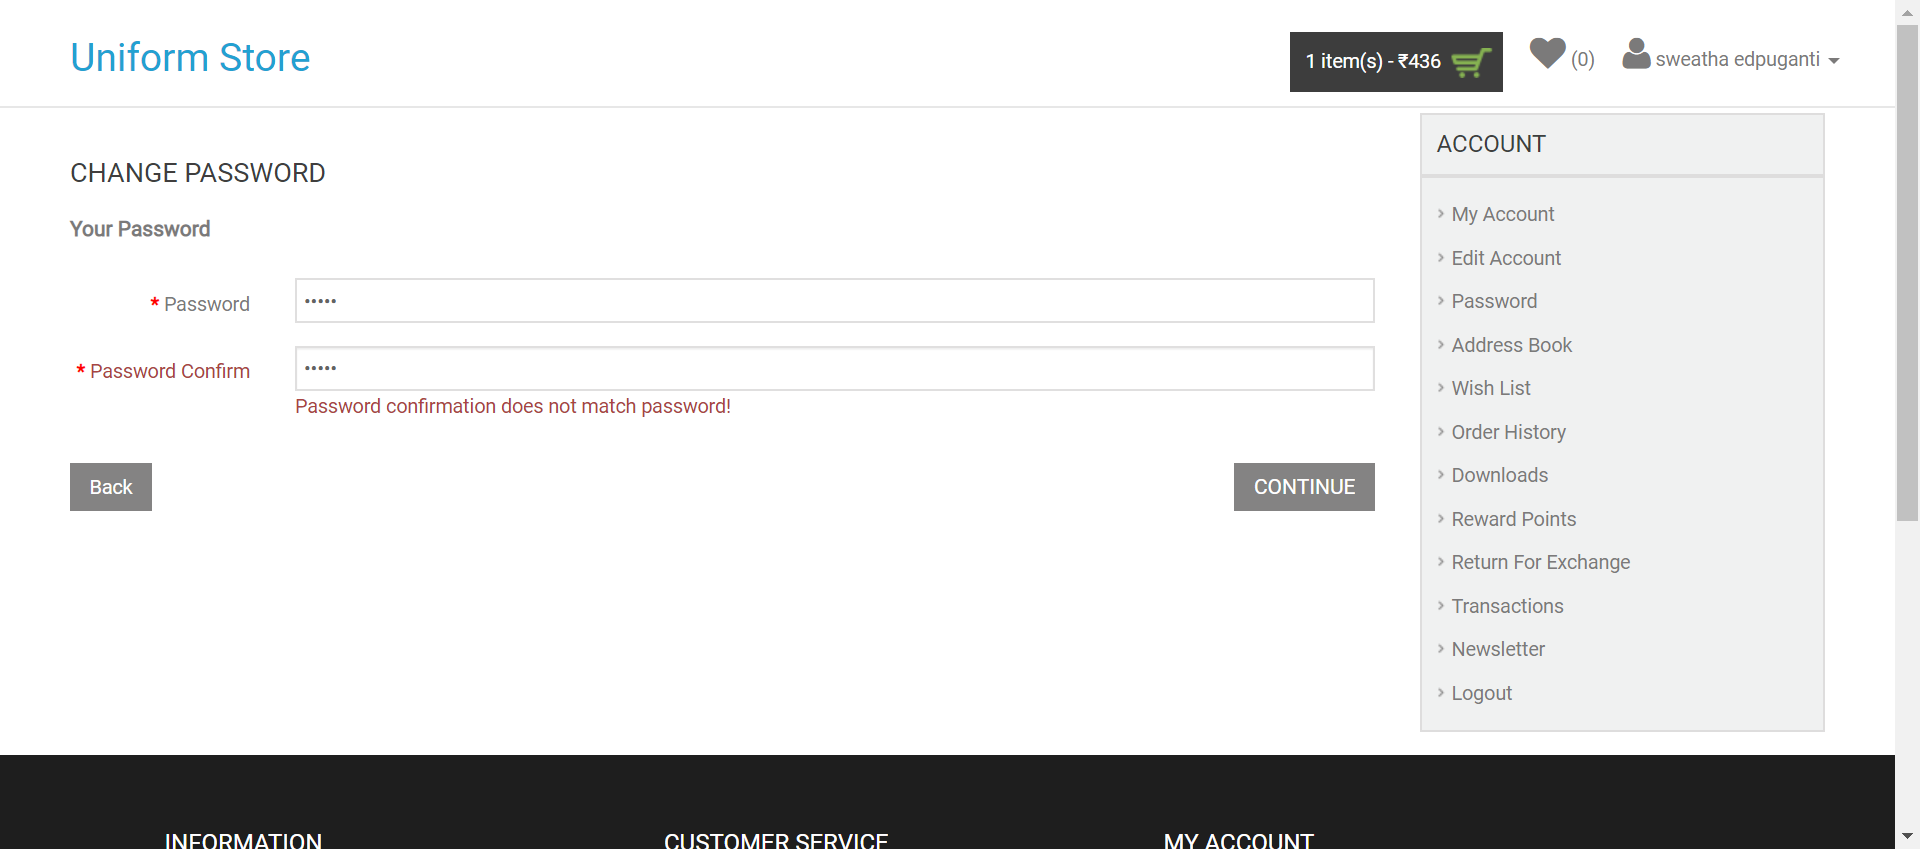 Uniform Store
1 item(s) - ₹436
(0)
sweatha edpuganti
CHANGE PASSWORD
Your Password
* Password
•••••
* Password Confirm
•••••
Password confirmation does not match password!
Back
CONTINUE
ACCOUNT
My Account
Edit Account
Password
Address Book
Wish List
Order History
Downloads
Reward Points
Return For Exchange
Transactions
Newsletter
Logout
INFORMATION
CUSTOMER SERVICE
MY ACCOUNT